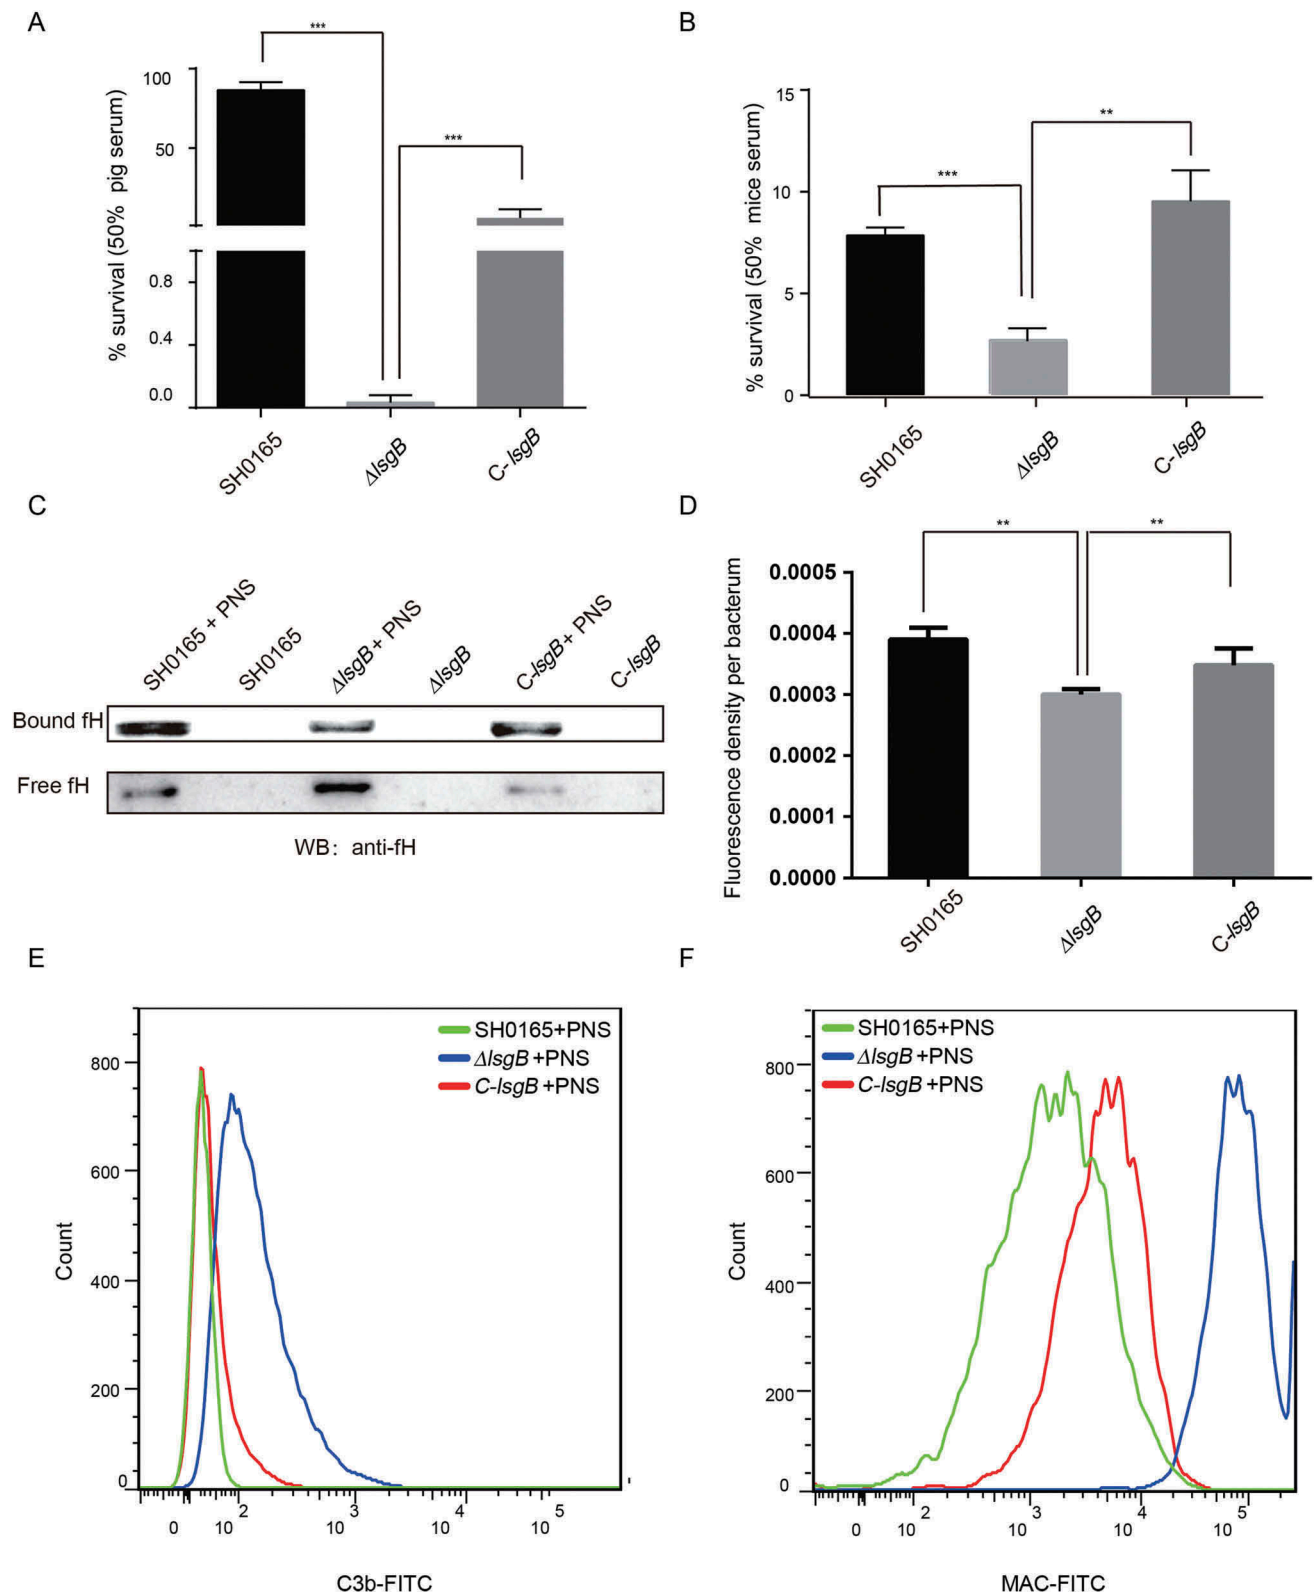 A
***
***
% survival (50% pig serum)
100
50
0.8
0.4
0.0
SH0165
ΔlsgB
C-lsgB
B
***
**
% survival (50% mice serum)
15
10
5
0
SH0165
ΔlsgB
C-lsgB
C
SH0165 + PNS
SH0165
ΔlsgB+ PNS
ΔlsgB
C-lsgB+ PNS
C-lsgB
Bound fH
Free fH
WB: anti-fH
D
**
**
Fluorescence density per bacterum
0.0005
0.0004
0.0003
0.0002
0.0001
0.0000
SH0165
ΔlsgB
C-lsgB
E
SH0165+PNS
ΔlsgB +PNS
C-lsgB +PNS
Count
800
600
400
200
0
0
10 2
10 3
10 4
10 5
C3b-FITC
F
SH0165+PNS
ΔlsgB +PNS
C-lsgB +PNS
Count
800
600
400
200
0
0
10 2
10 3
10 4
10 5
MAC-FITC